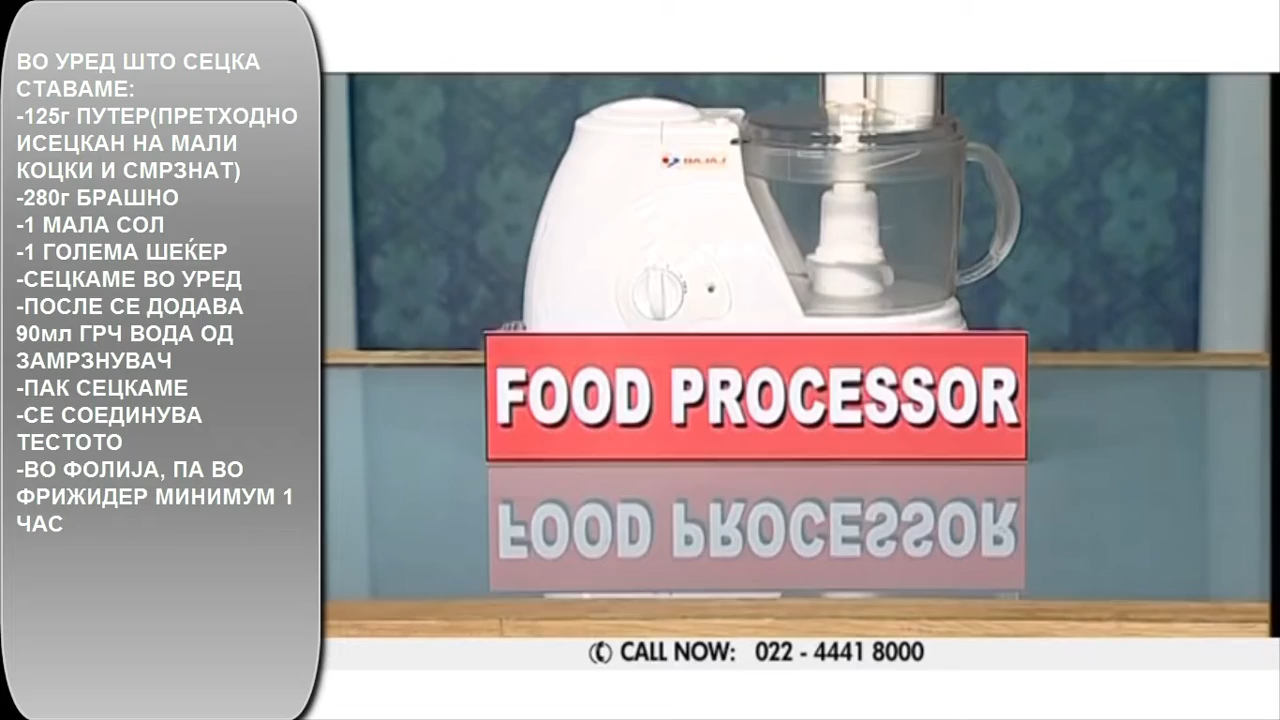 ВО УРЕД ШТО СЕЦКА
СТАВАМЕ:
-125г ПУТЕР(ПРЕТХОДНО
ИСЕЦКАН НА МАЛИ
КОЦКИ И СМРЗНАТ)
-280г БРАШНО
-1 МАЛА СОЛ
-1 ГОЛЕМА ШЕЌЕР
-СЕЦКАМЕ ВО УРЕД
-ПОСЛЕ СЕ ДОДАВА
90мл ГРЧ ВОДА ОД
ЗАМРЗНУВАЧ
-ПАК СЕЦКАМЕ
-СЕ СОЕДИНУВА
ТЕСТОТО
-ВО ФОЛИЈА, ПА ВО
ФРИЖИДЕР МИНИМУМ 1
ЧАС
BAJAJ
FOOD PROCESSOR
FOOD PROCESSOR
CALL NOW: 022 - 4441 8000